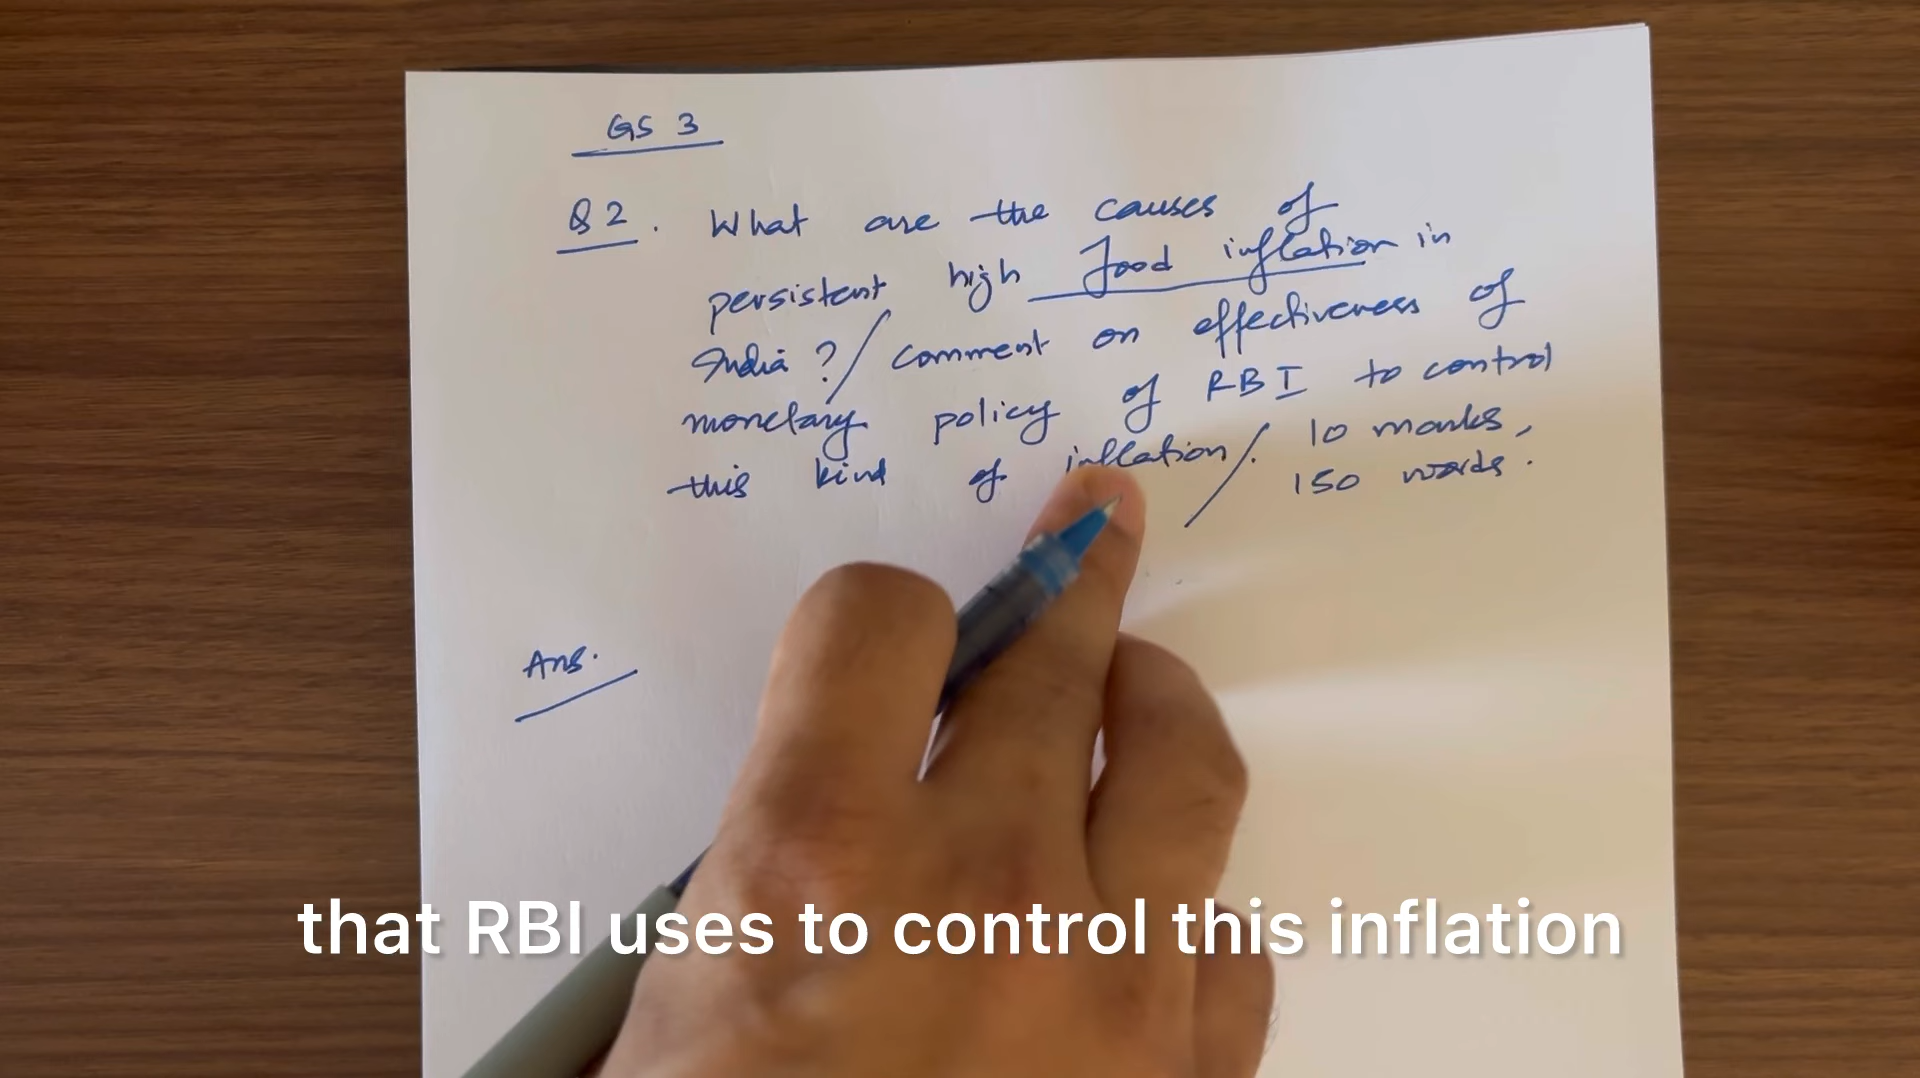 GS 3
Q2. What are the causes of
persistent high food inflation in
India? / Comment on effectiveness of
monetary policy of RBI to control
this kind of inflation/. 10 marks,
150 words.
Ans.
that RBI uses to control this inflation